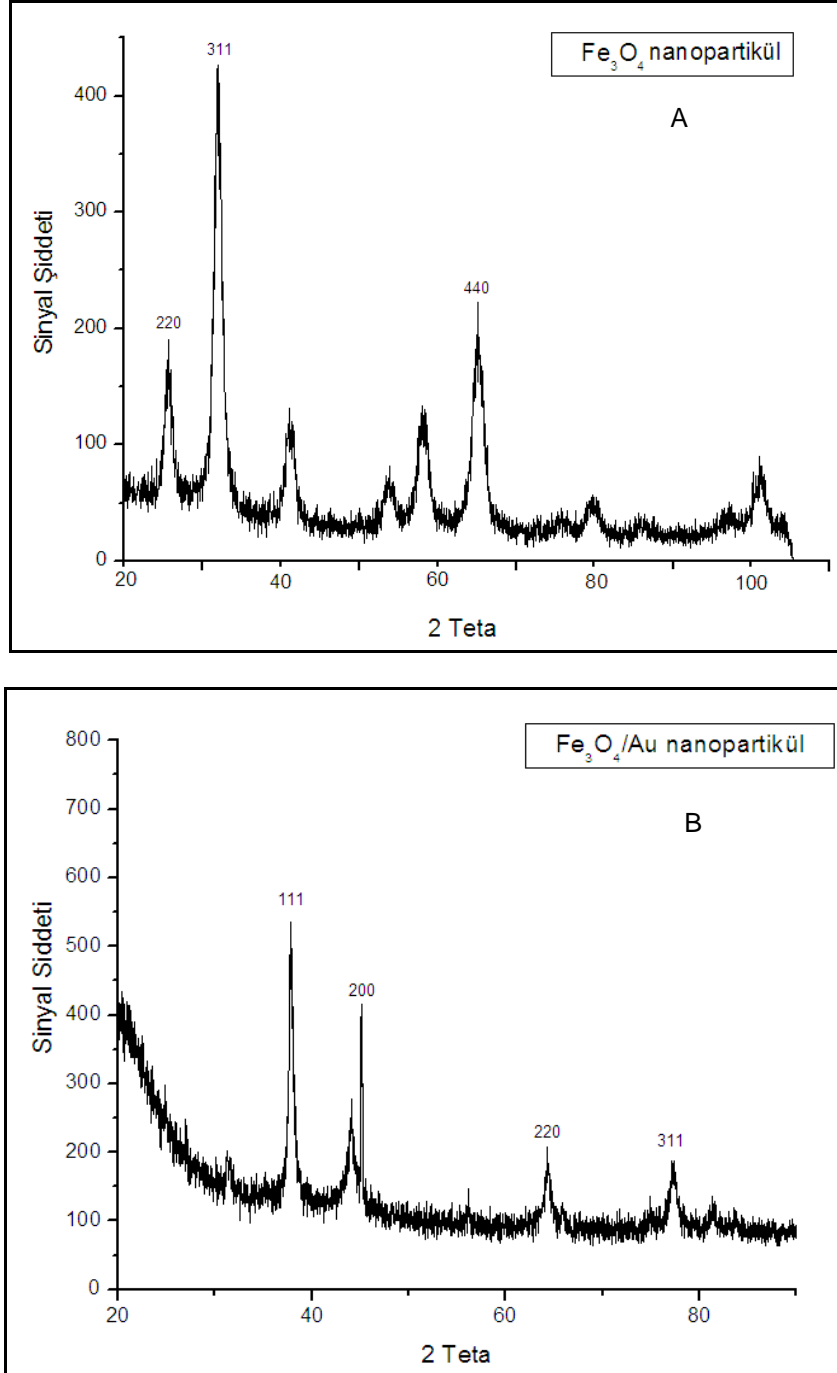 Fe₃O₄ nanopartikül
A
311
220
440
Sinyal Şiddeti
400
300
200
100
0
20 40 60 80 100
2 Teta
Fe₃O₄/Au nanopartikül
B
111
200
220
311
Sinyal Siddeti
800
700
600
500
400
300
200
100
0
20 40 60 80
2 Teta